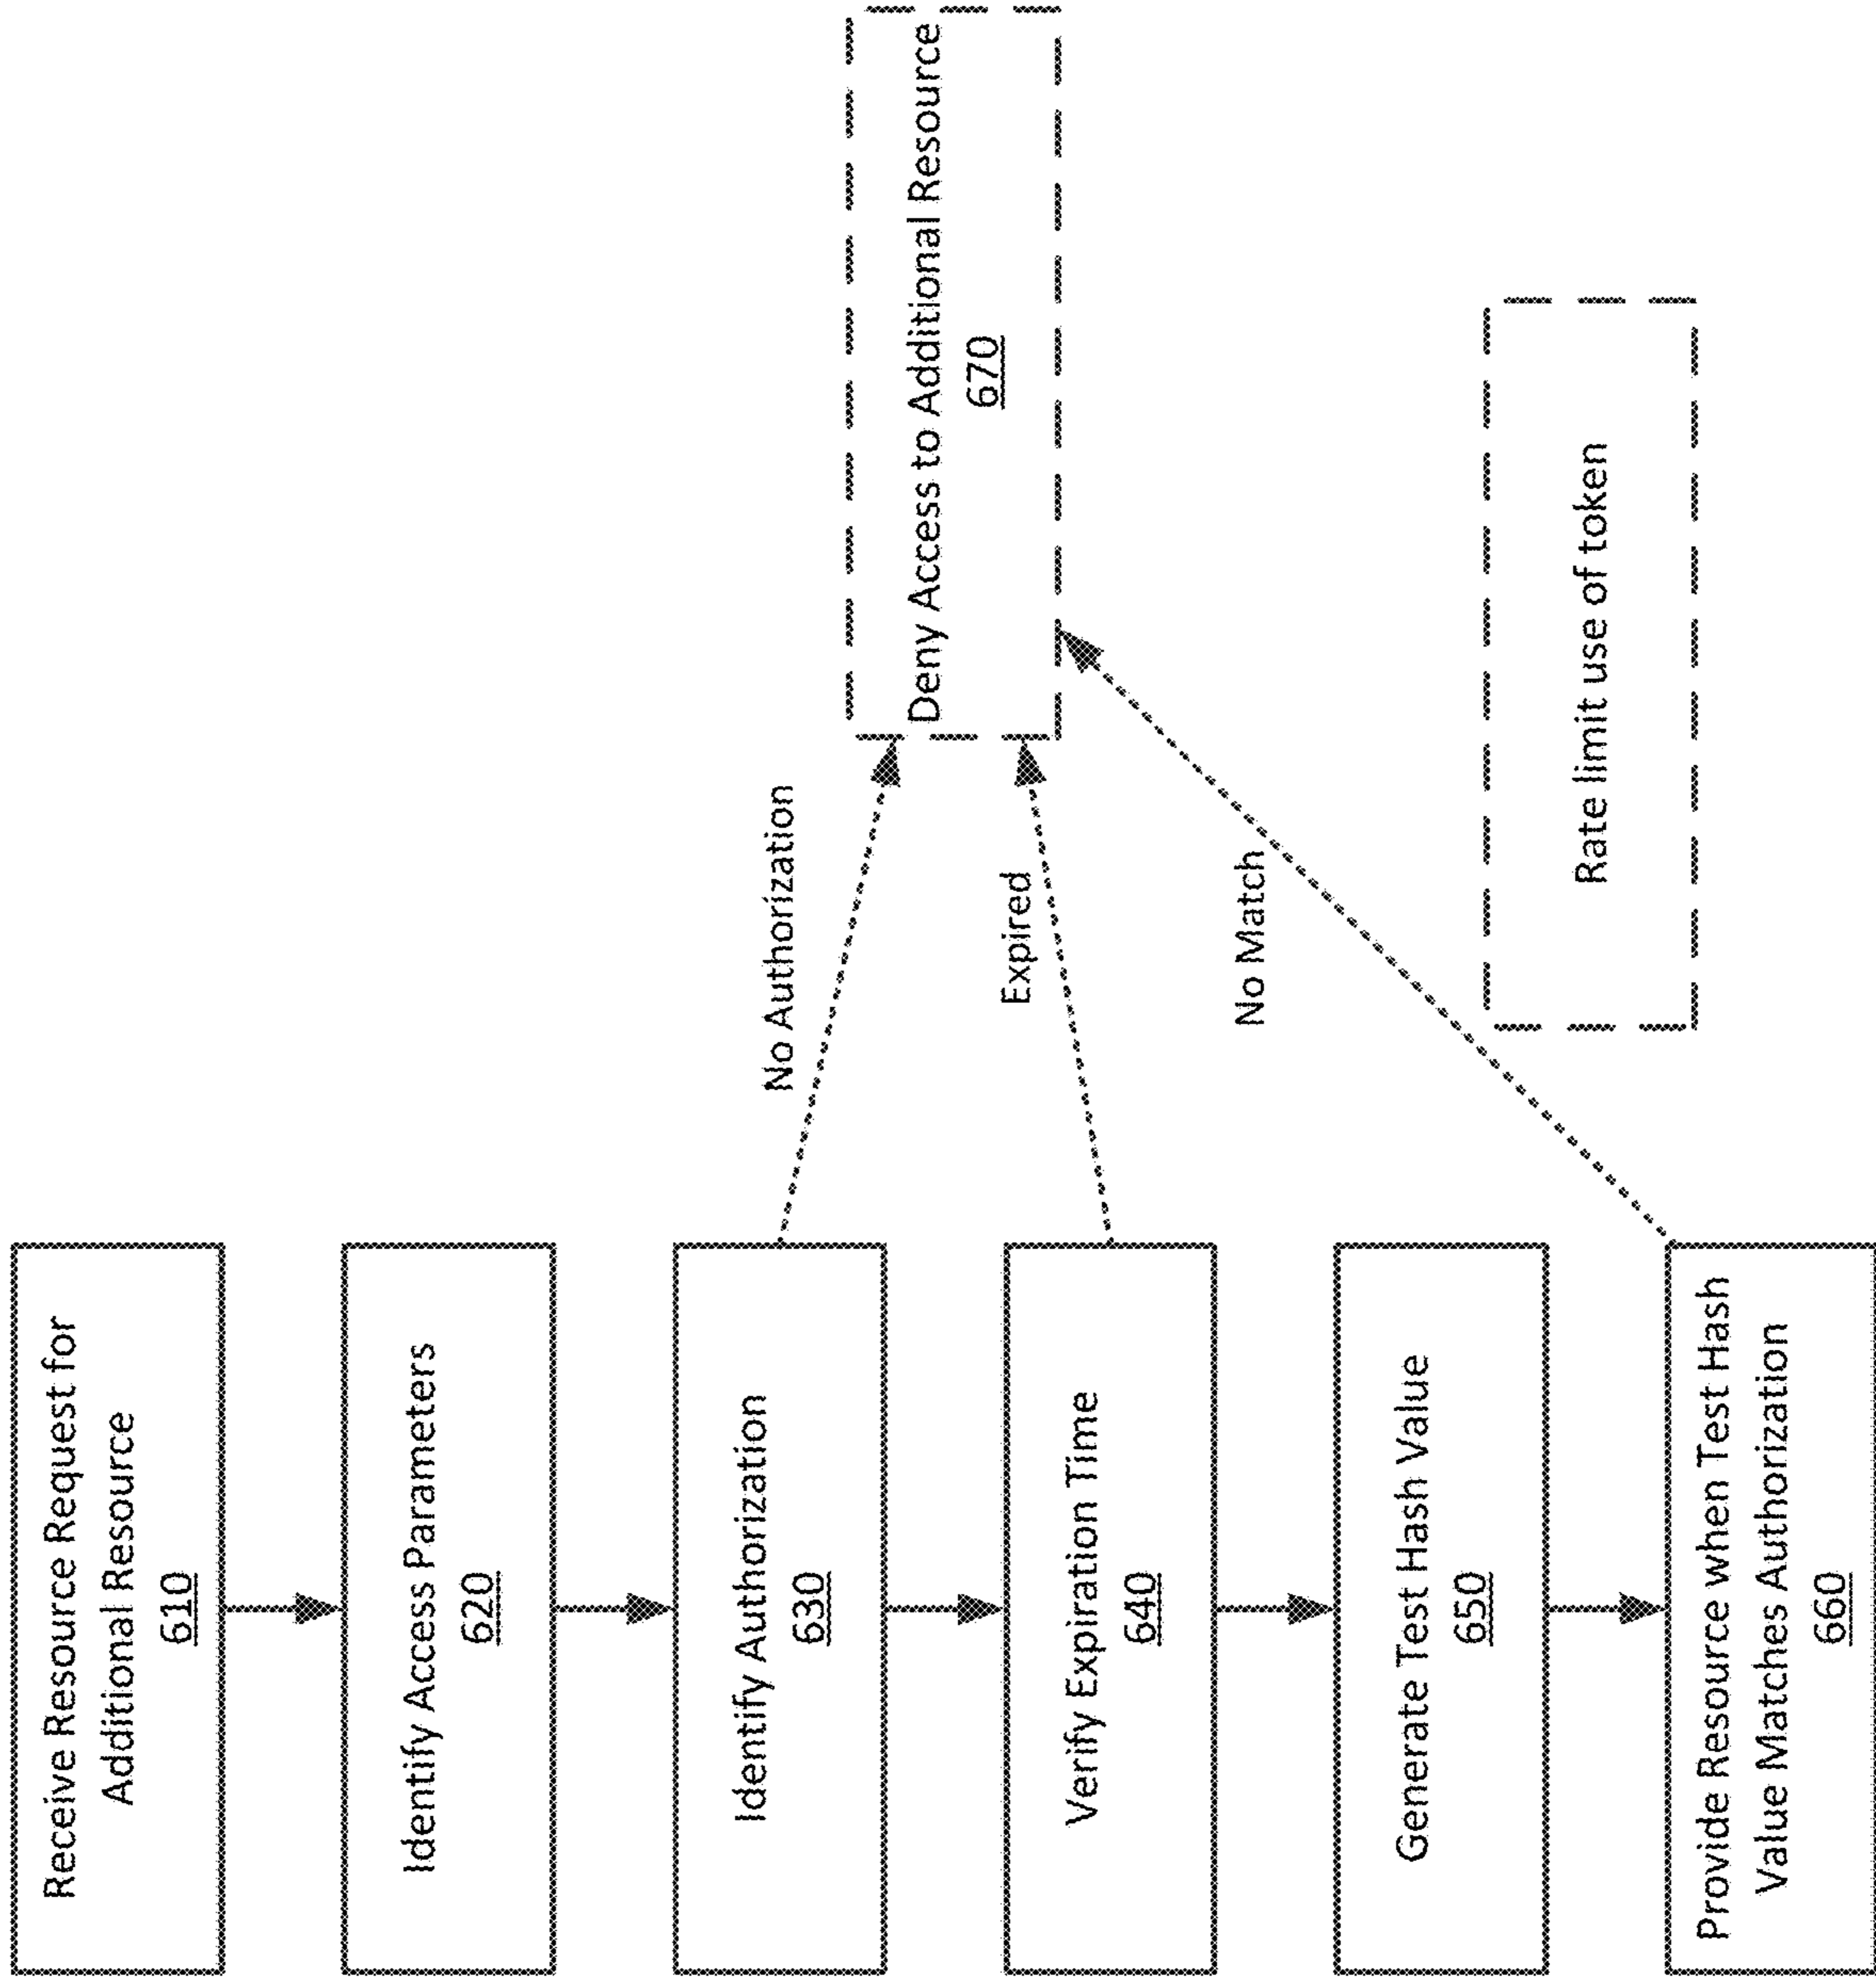 Receive Resource Request for
Additional Resource
610
Identify Access Parameters
620
Identify Authorization
630
No Authorization
Verify Expiration Time
640
Expired
Generate Test Hash Value
650
Provide Resource when Test Hash
Value Matches Authorization
660
No Match
Deny Access to Additional Resource
670
Rate limit use of token